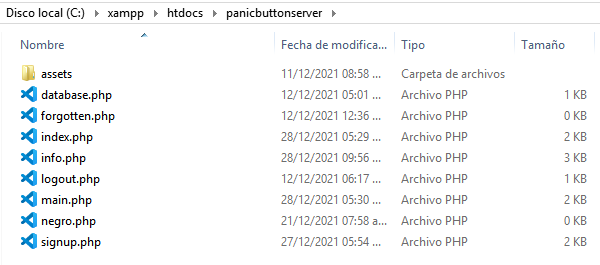 Disco local (C:) > xampp > htdocs > panicbuttonserver >
Nombre Fecha de modifica... Tipo Tamaño
assets 11/12/2021 08:58 ... Carpeta de archivos
database.php 12/12/2021 05:01 ... Archivo PHP 1 KB
forgotten.php 12/12/2021 12:36 ... Archivo PHP 0 KB
index.php 28/12/2021 05:29 ... Archivo PHP 2 KB
info.php 28/12/2021 09:56 ... Archivo PHP 3 KB
logout.php 12/12/2021 06:17 ... Archivo PHP 1 KB
main.php 28/12/2021 05:30 ... Archivo PHP 2 KB
negro.php 21/12/2021 07:58 a... Archivo PHP 0 KB
signup.php 27/12/2021 05:54 ... Archivo PHP 2 KB